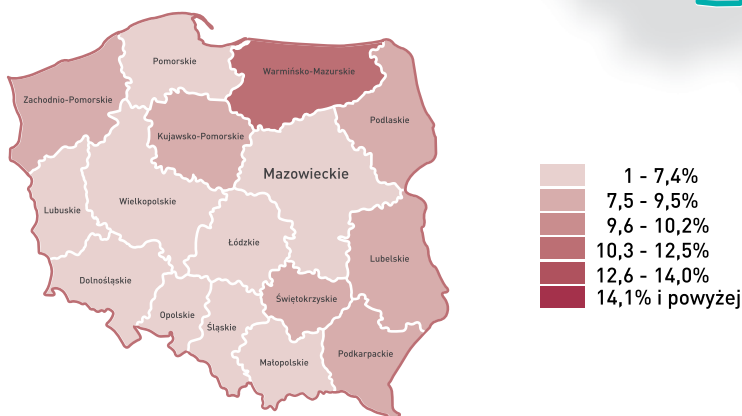 Pomorskie
Warmińsko-Mazurskie
Zachodnio-Pomorskie
Podlaskie
Kujawsko-Pomorskie
Mazowieckie
Wielkopolskie
Lubuskie
Łódzkie
Lubelskie
Dolnośląskie
Świętokrzyskie
Opolskie
Śląskie
Podkarpackie
Małopolskie
1 - 7,4%
7,5 - 9,5%
9,6 - 10,2%
10,3 - 12,5%
12,6 - 14,0%
14,1% i powyżej